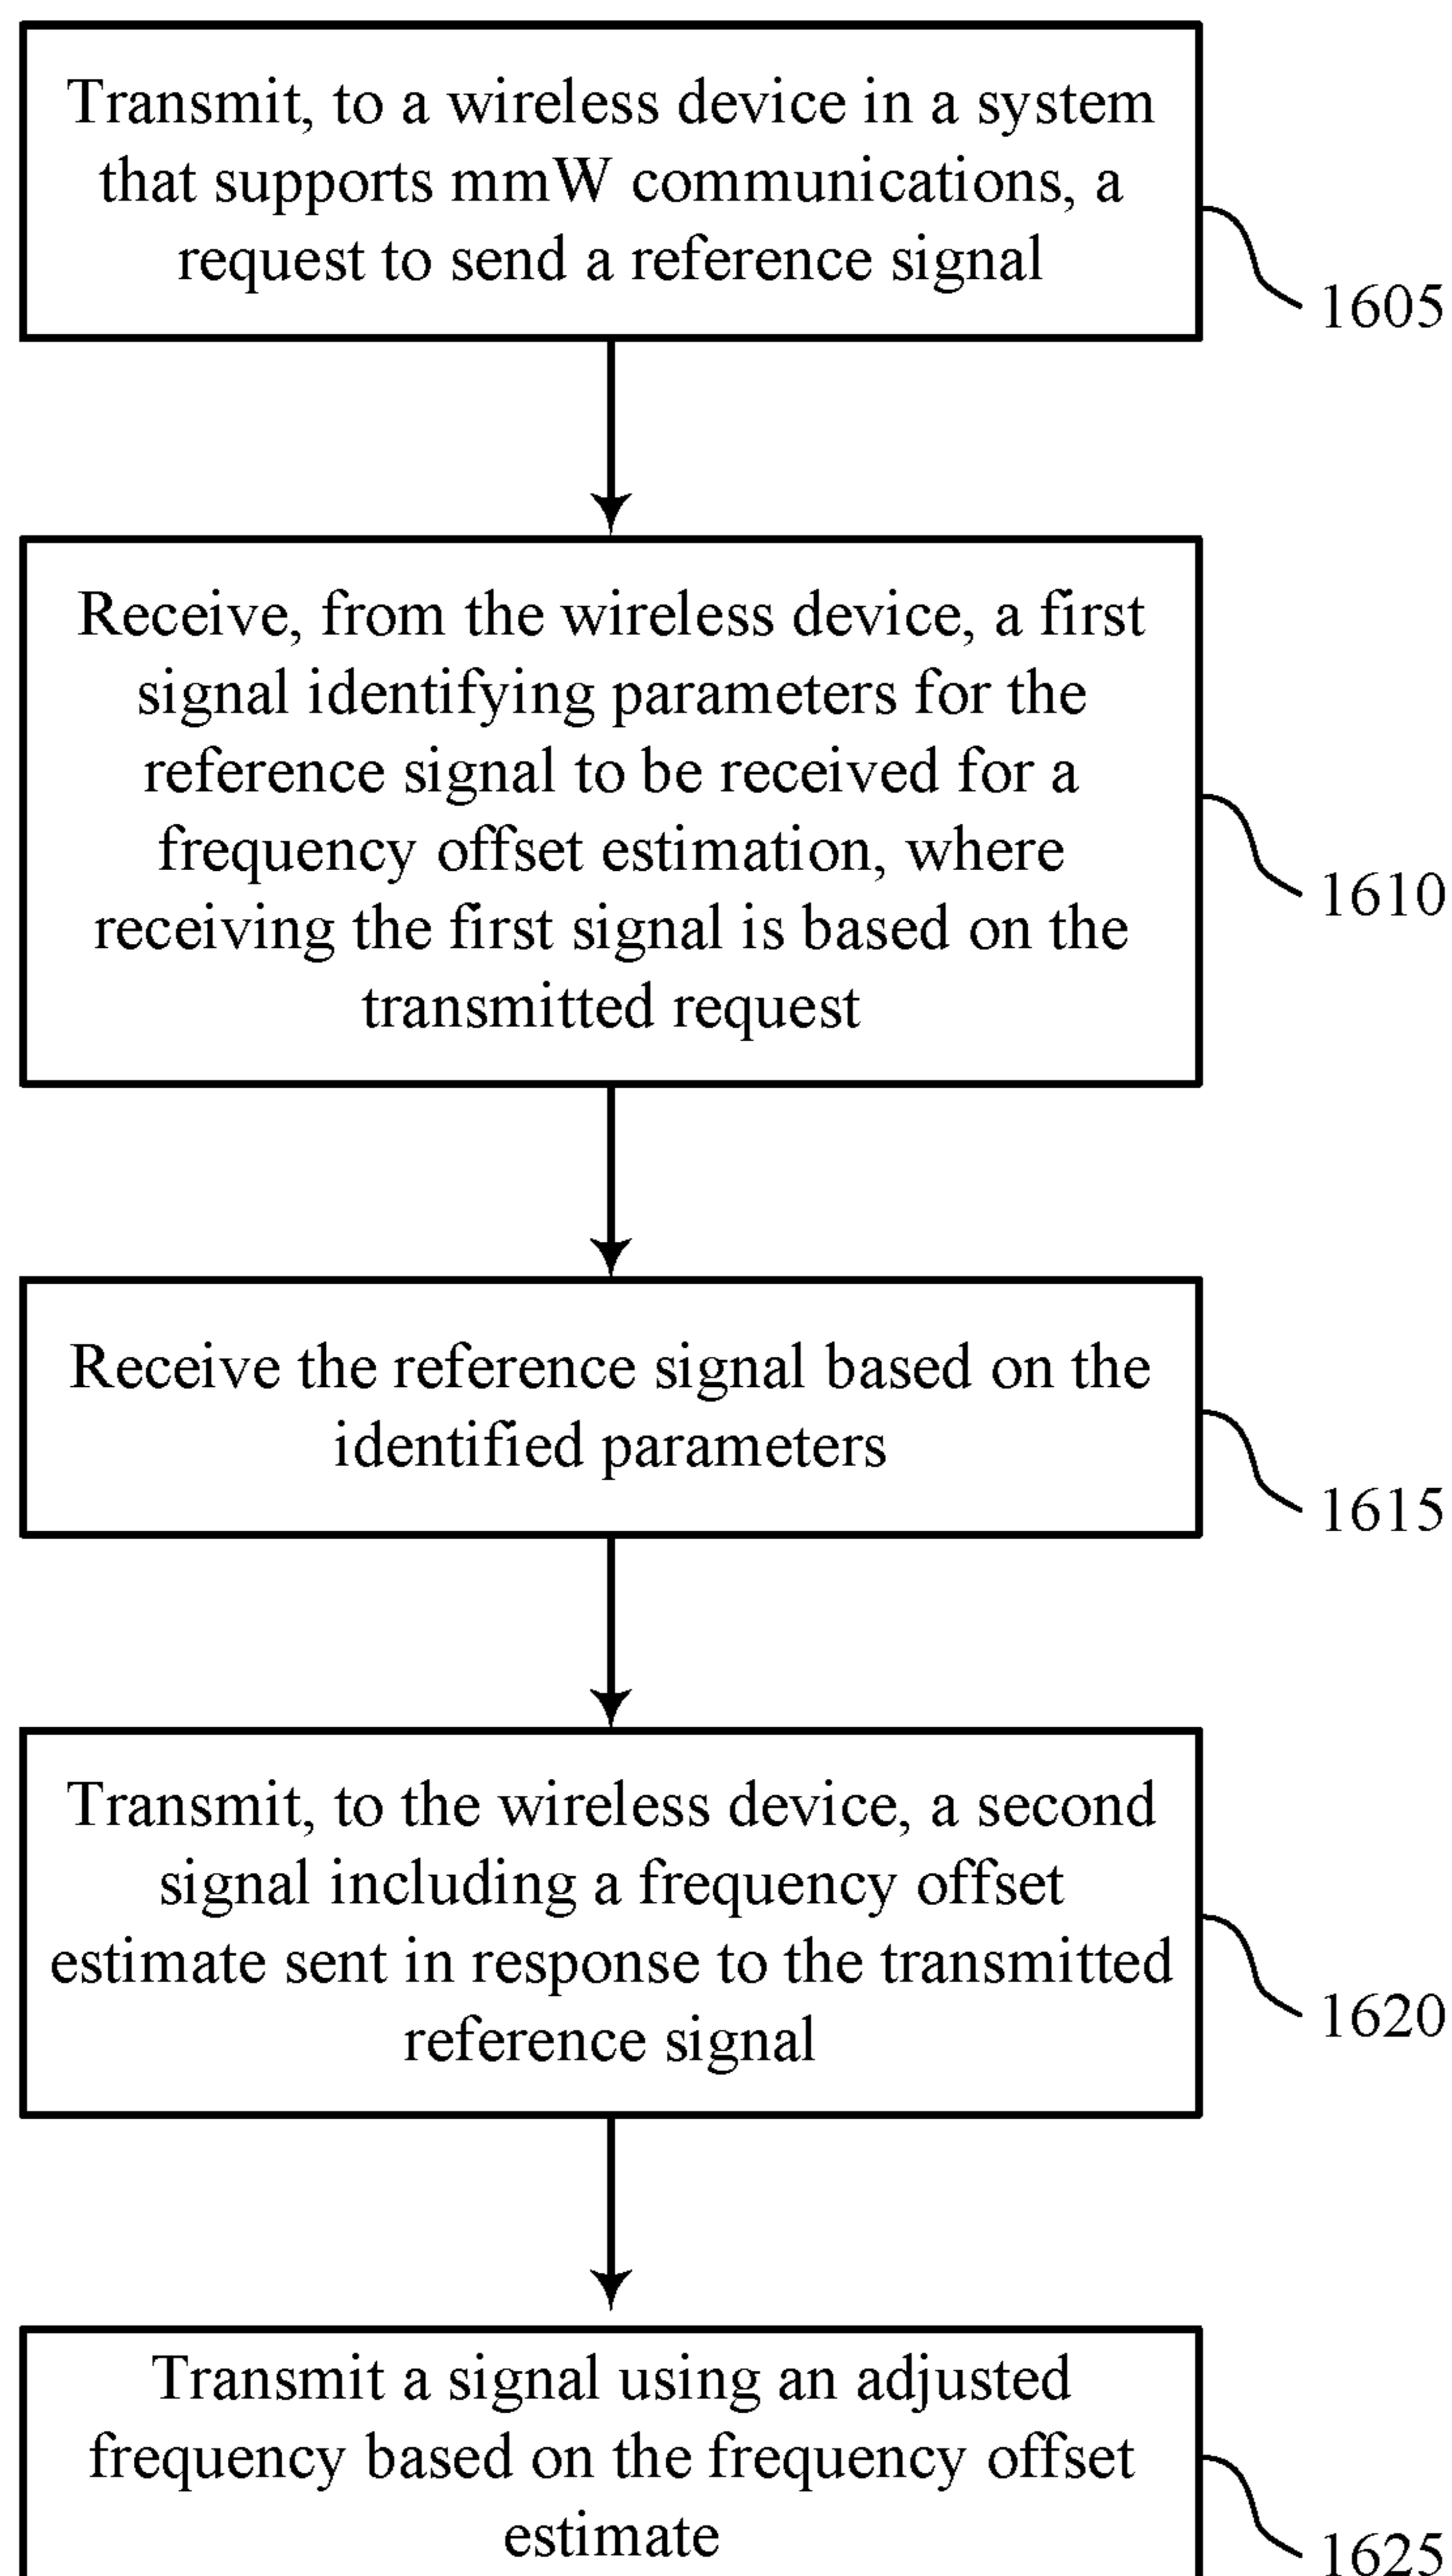 Transmit, to a wireless device in a system
that supports mmW communications, a
request to send a reference signal
1605
Receive, from the wireless device, a first
signal identifying parameters for the
reference signal to be received for a
frequency offset estimation, where
receiving the first signal is based on the
transmitted request
1610
Receive the reference signal based on the
identified parameters
1615
Transmit, to the wireless device, a second
signal including a frequency offset
estimate sent in response to the transmitted
reference signal
1620
Transmit a signal using an adjusted
frequency based on the frequency offset
estimate
1625